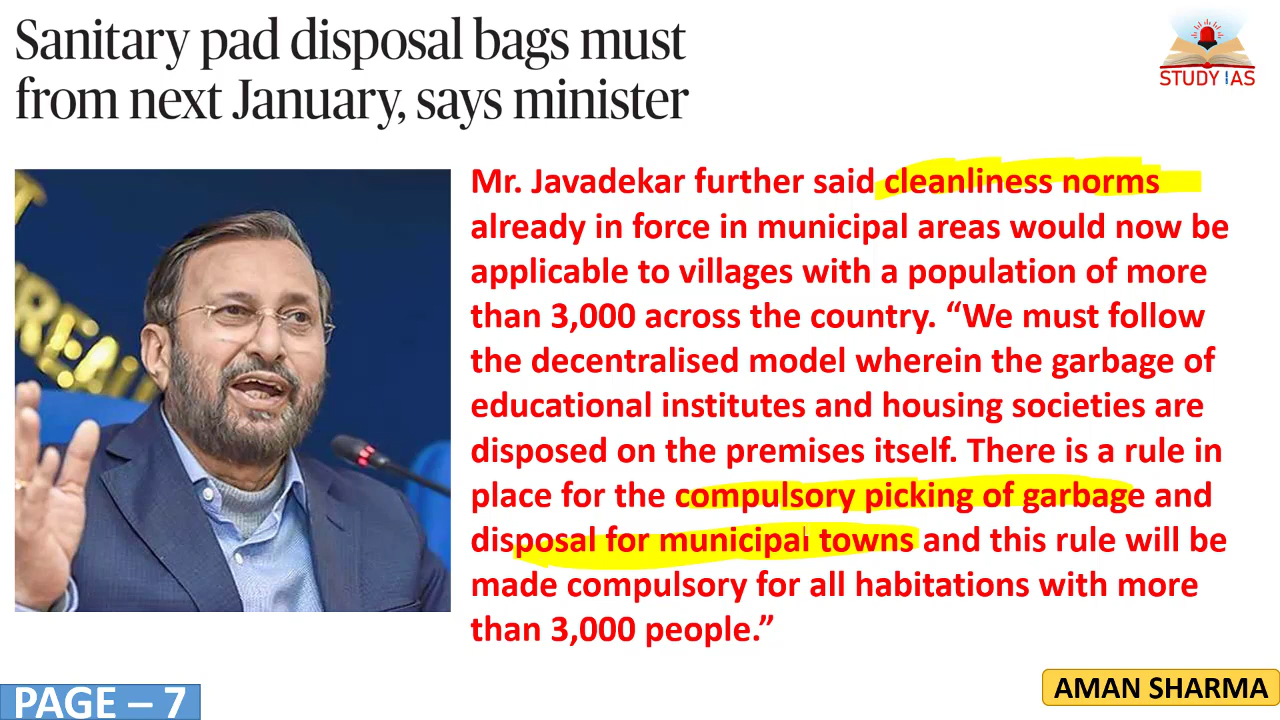 Sanitary pad disposal bags must
from next January, says minister
STUDY IAS
Mr. Javadekar further said cleanliness norms
already in force in municipal areas would now be
applicable to villages with a population of more
than 3,000 across the country. “We must follow
the decentralised model wherein the garbage of
educational institutes and housing societies are
disposed on the premises itself. There is a rule in
place for the compulsory picking of garbage and
disposal for municipal towns and this rule will be
made compulsory for all habitations with more
than 3,000 people.”
PAGE – 7
AMAN SHARMA